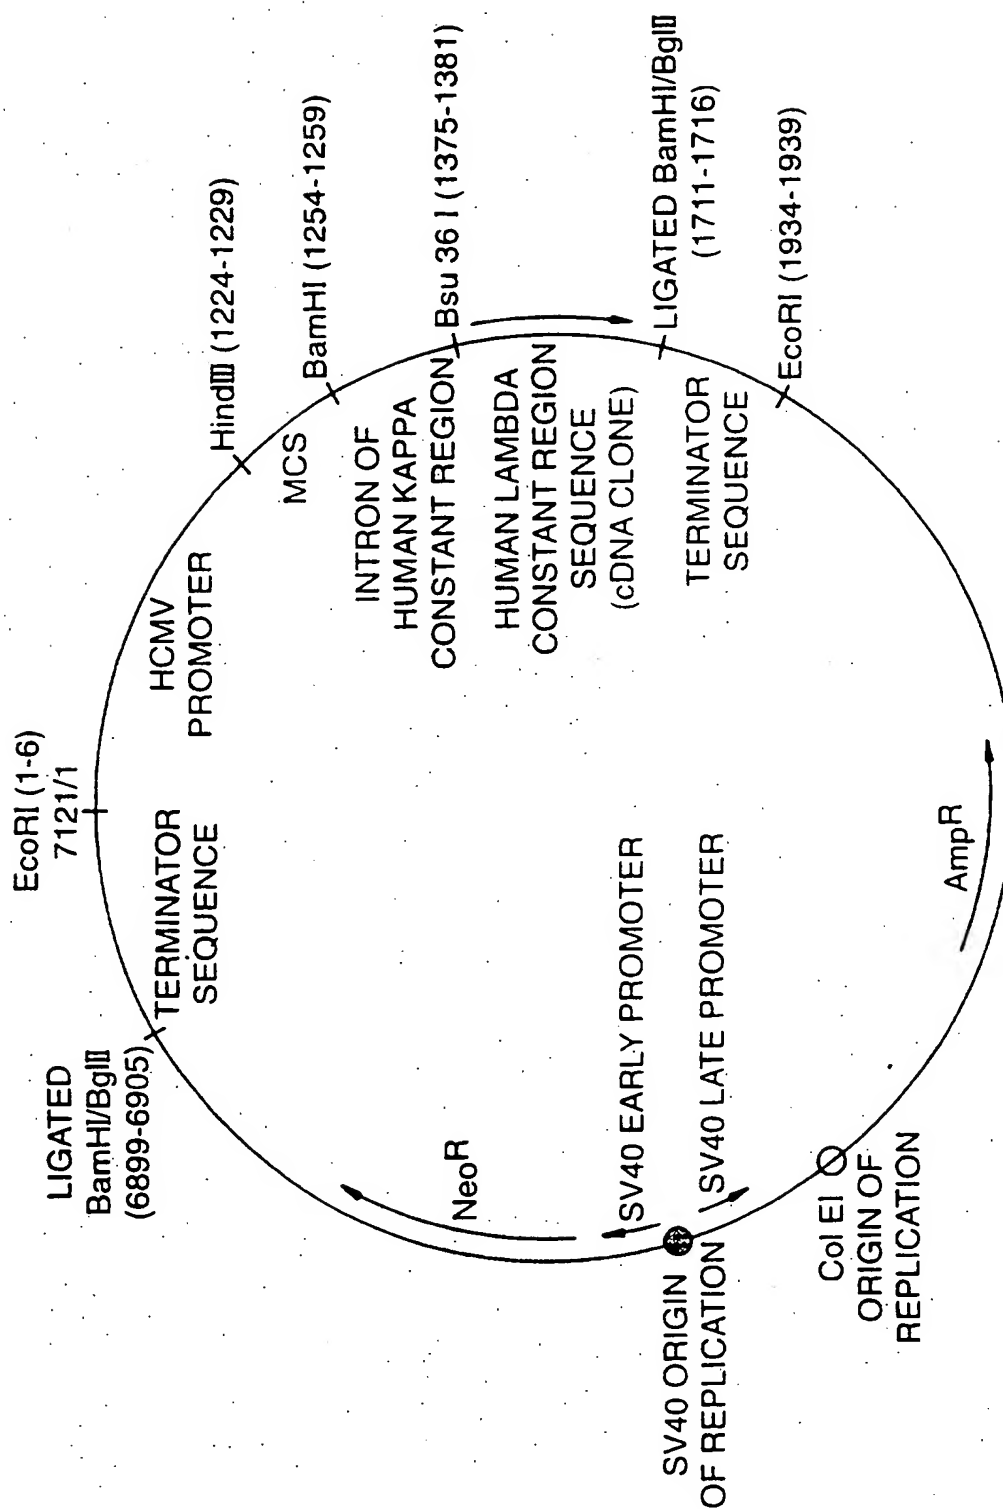 EcoRI (1-6)
7121/1
HCMV
PROMOTER
HindIII (1224-1229)
MCS
BamHI (1254-1259)
INTRON OF
HUMAN KAPPA
CONSTANT REGION
Bsu 36 I (1375-1381)
HUMAN LAMBDA
CONSTANT REGION
SEQUENCE
(cDNA CLONE)
LIGATED BamHI/BglII
(1711-1716)
TERMINATOR
SEQUENCE
EcoRI (1934-1939)
AmpR
Col EI
ORIGIN OF
REPLICATION
SV40 LATE PROMOTER
SV40 ORIGIN
OF REPLICATION
SV40 EARLY PROMOTER
NeoR
LIGATED
BamHI/BglII
(6899-6905)
TERMINATOR
SEQUENCE